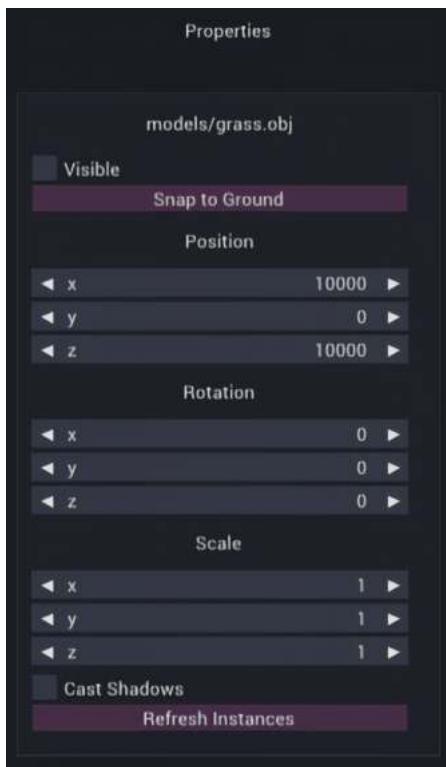 Properties
models/grass.obj
Visible
Snap to Ground
Position
x 10000
y 0
z 10000
Rotation
x 0
y 0
z 0
Scale
x 1
y 1
z 1
Cast Shadows
Refresh Instances